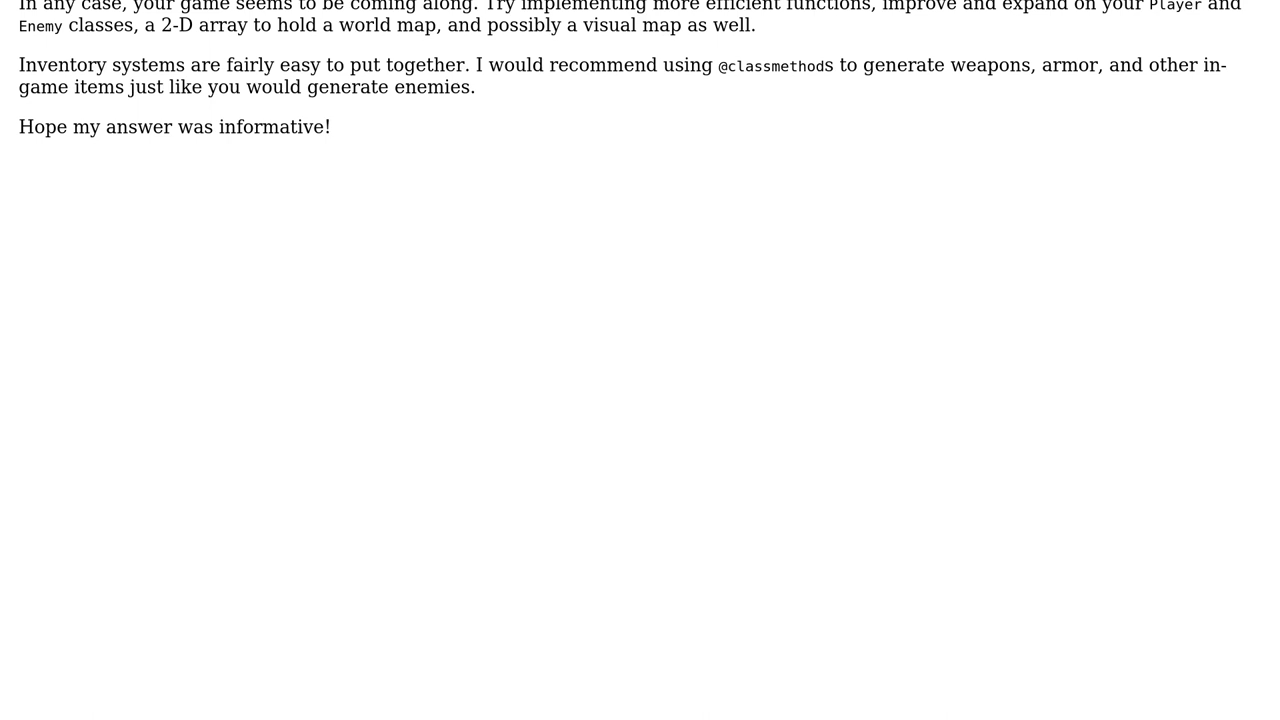 In any case, your game seems to be coming along. Try implementing more efficient functions, improve and expand on your Player and
Enemy classes, a 2-D array to hold a world map, and possibly a visual map as well.
Inventory systems are fairly easy to put together. I would recommend using @classmethods to generate weapons, armor, and other in-
game items just like you would generate enemies.
Hope my answer was informative!